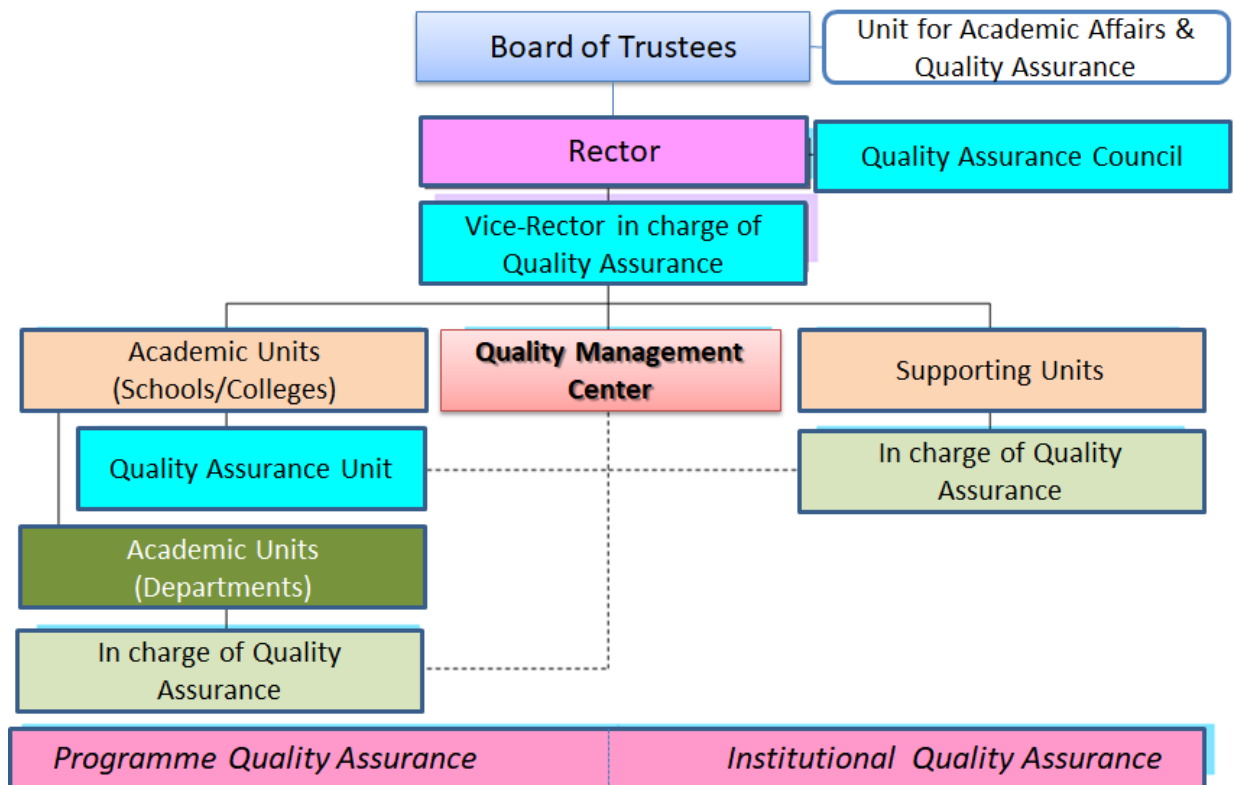 Board of Trustees
Unit for Academic Affairs &
Quality Assurance
Rector
Quality Assurance Council
Vice-Rector in charge of
Quality Assurance
Academic Units
(Schools/Colleges)
Quality Management
Center
Supporting Units
Quality Assurance Unit
In charge of Quality
Assurance
Academic Units
(Departments)
In charge of Quality
Assurance
Programme Quality Assurance
Institutional Quality Assurance